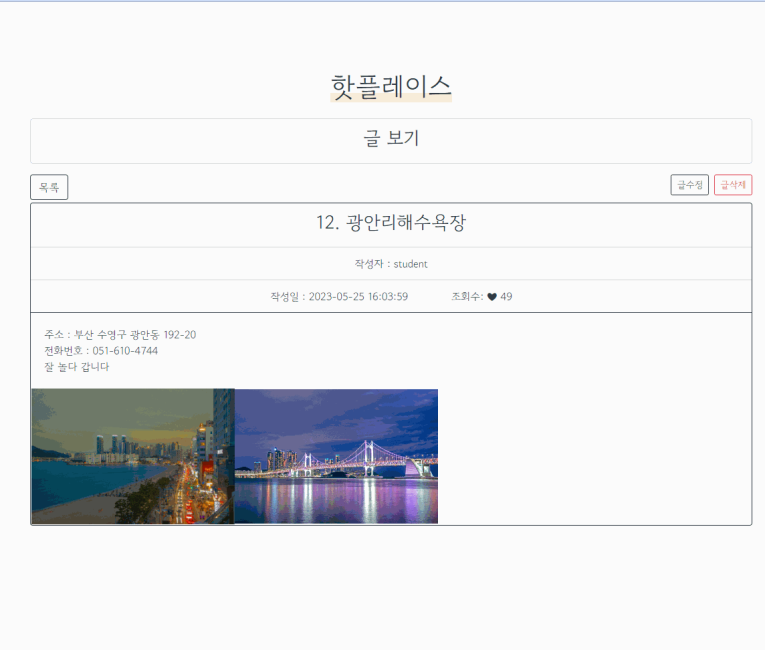 핫플레이스
글 보기
목록 글수정 글삭제
12. 광안리해수욕장
작성자 : student
작성일 : 2023-05-25 16:03:59 조회수: ♥ 49
주소 : 부산 수영구 광안동 192-20
전화번호 : 051-610-4744
잘 놀다 갑니다